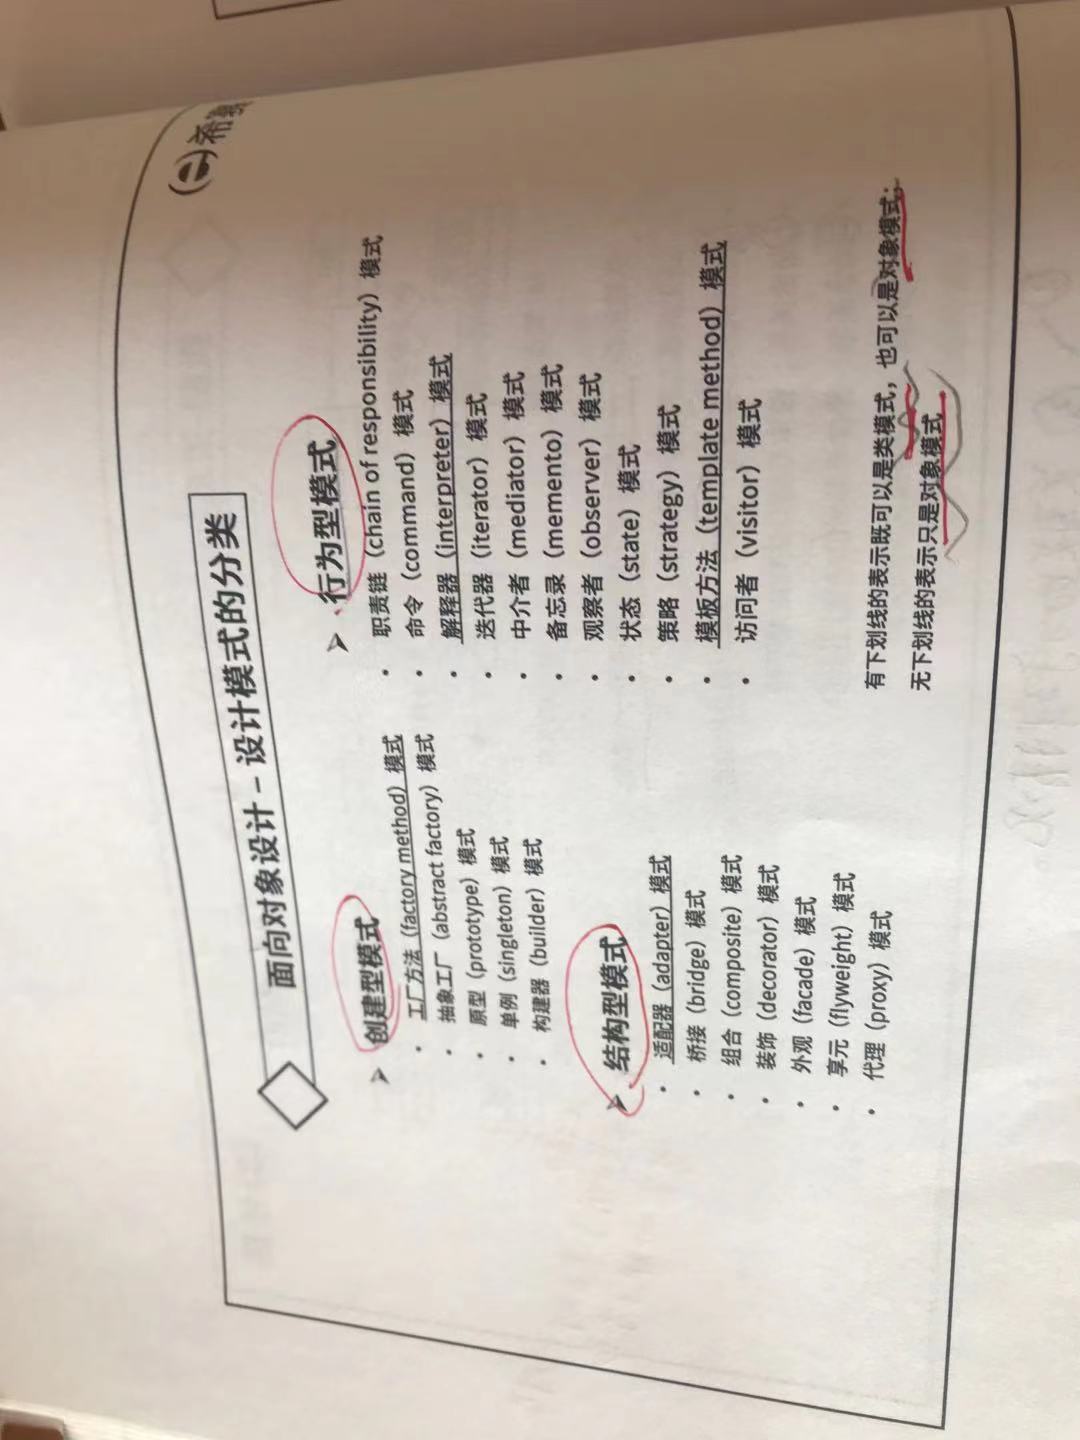 希赛
面向对象设计 – 设计模式的分类
创建型模式
工厂方法（factory method）模式
抽象工厂（abstract factory）模式
原型（prototype）模式
单例（singleton）模式
构建器（builder）模式
结构型模式
适配器（adapter）模式
桥接（bridge）模式
组合（composite）模式
装饰（decorator）模式
外观（facade）模式
享元（flyweight）模式
代理（proxy）模式
行为型模式
职责链（chain of responsibility）模式
命令（command）模式
解释器（interpreter）模式
迭代器（iterator）模式
中介者（mediator）模式
备忘录（memento）模式
观察者（observer）模式
状态（state）模式
策略（strategy）模式
模板方法（template method）模式
访问者（visitor）模式
有下划线的表示既可以是类模式，也可以是对象模式；
无下划线的表示只是对象模式